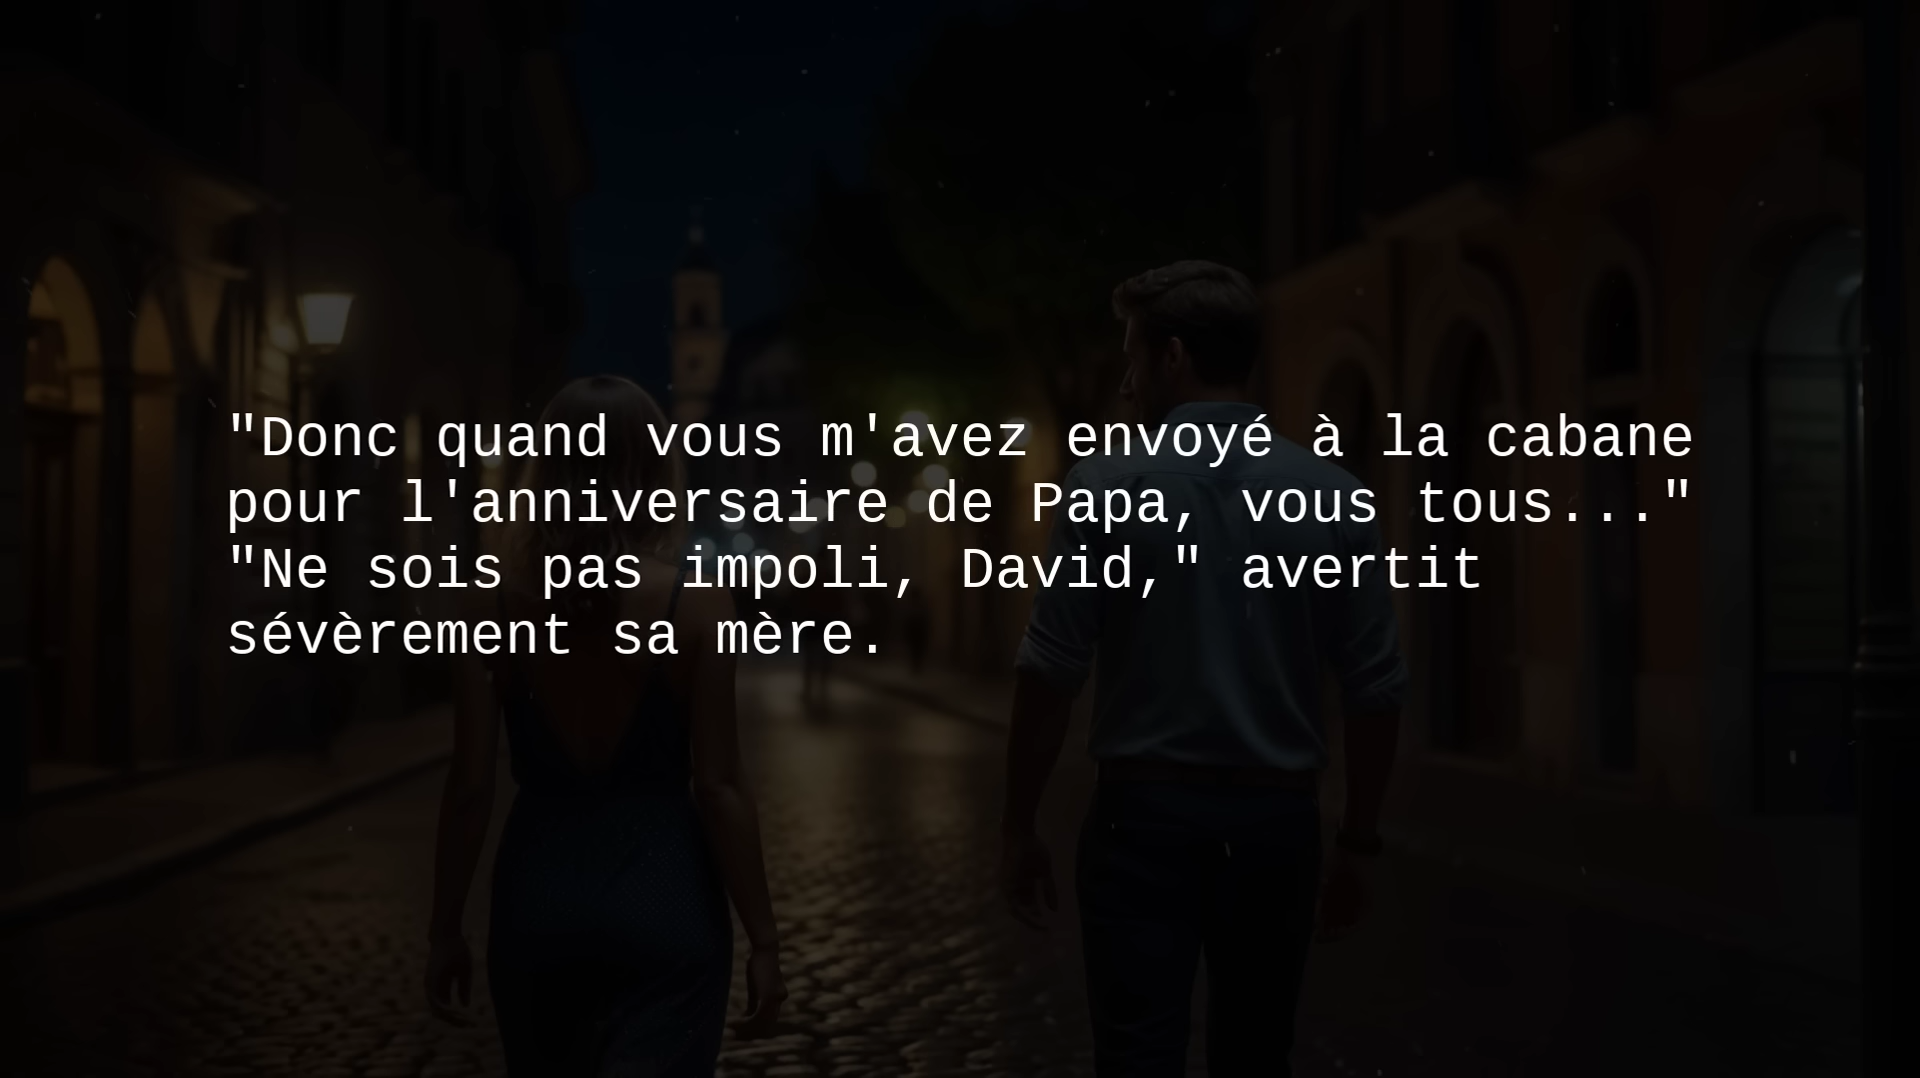 "Donc quand vous m'avez envoyé à la cabane
pour l'anniversaire de Papa, vous tous..."
"Ne sois pas impoli, David," avertit
sévèrement sa mère.